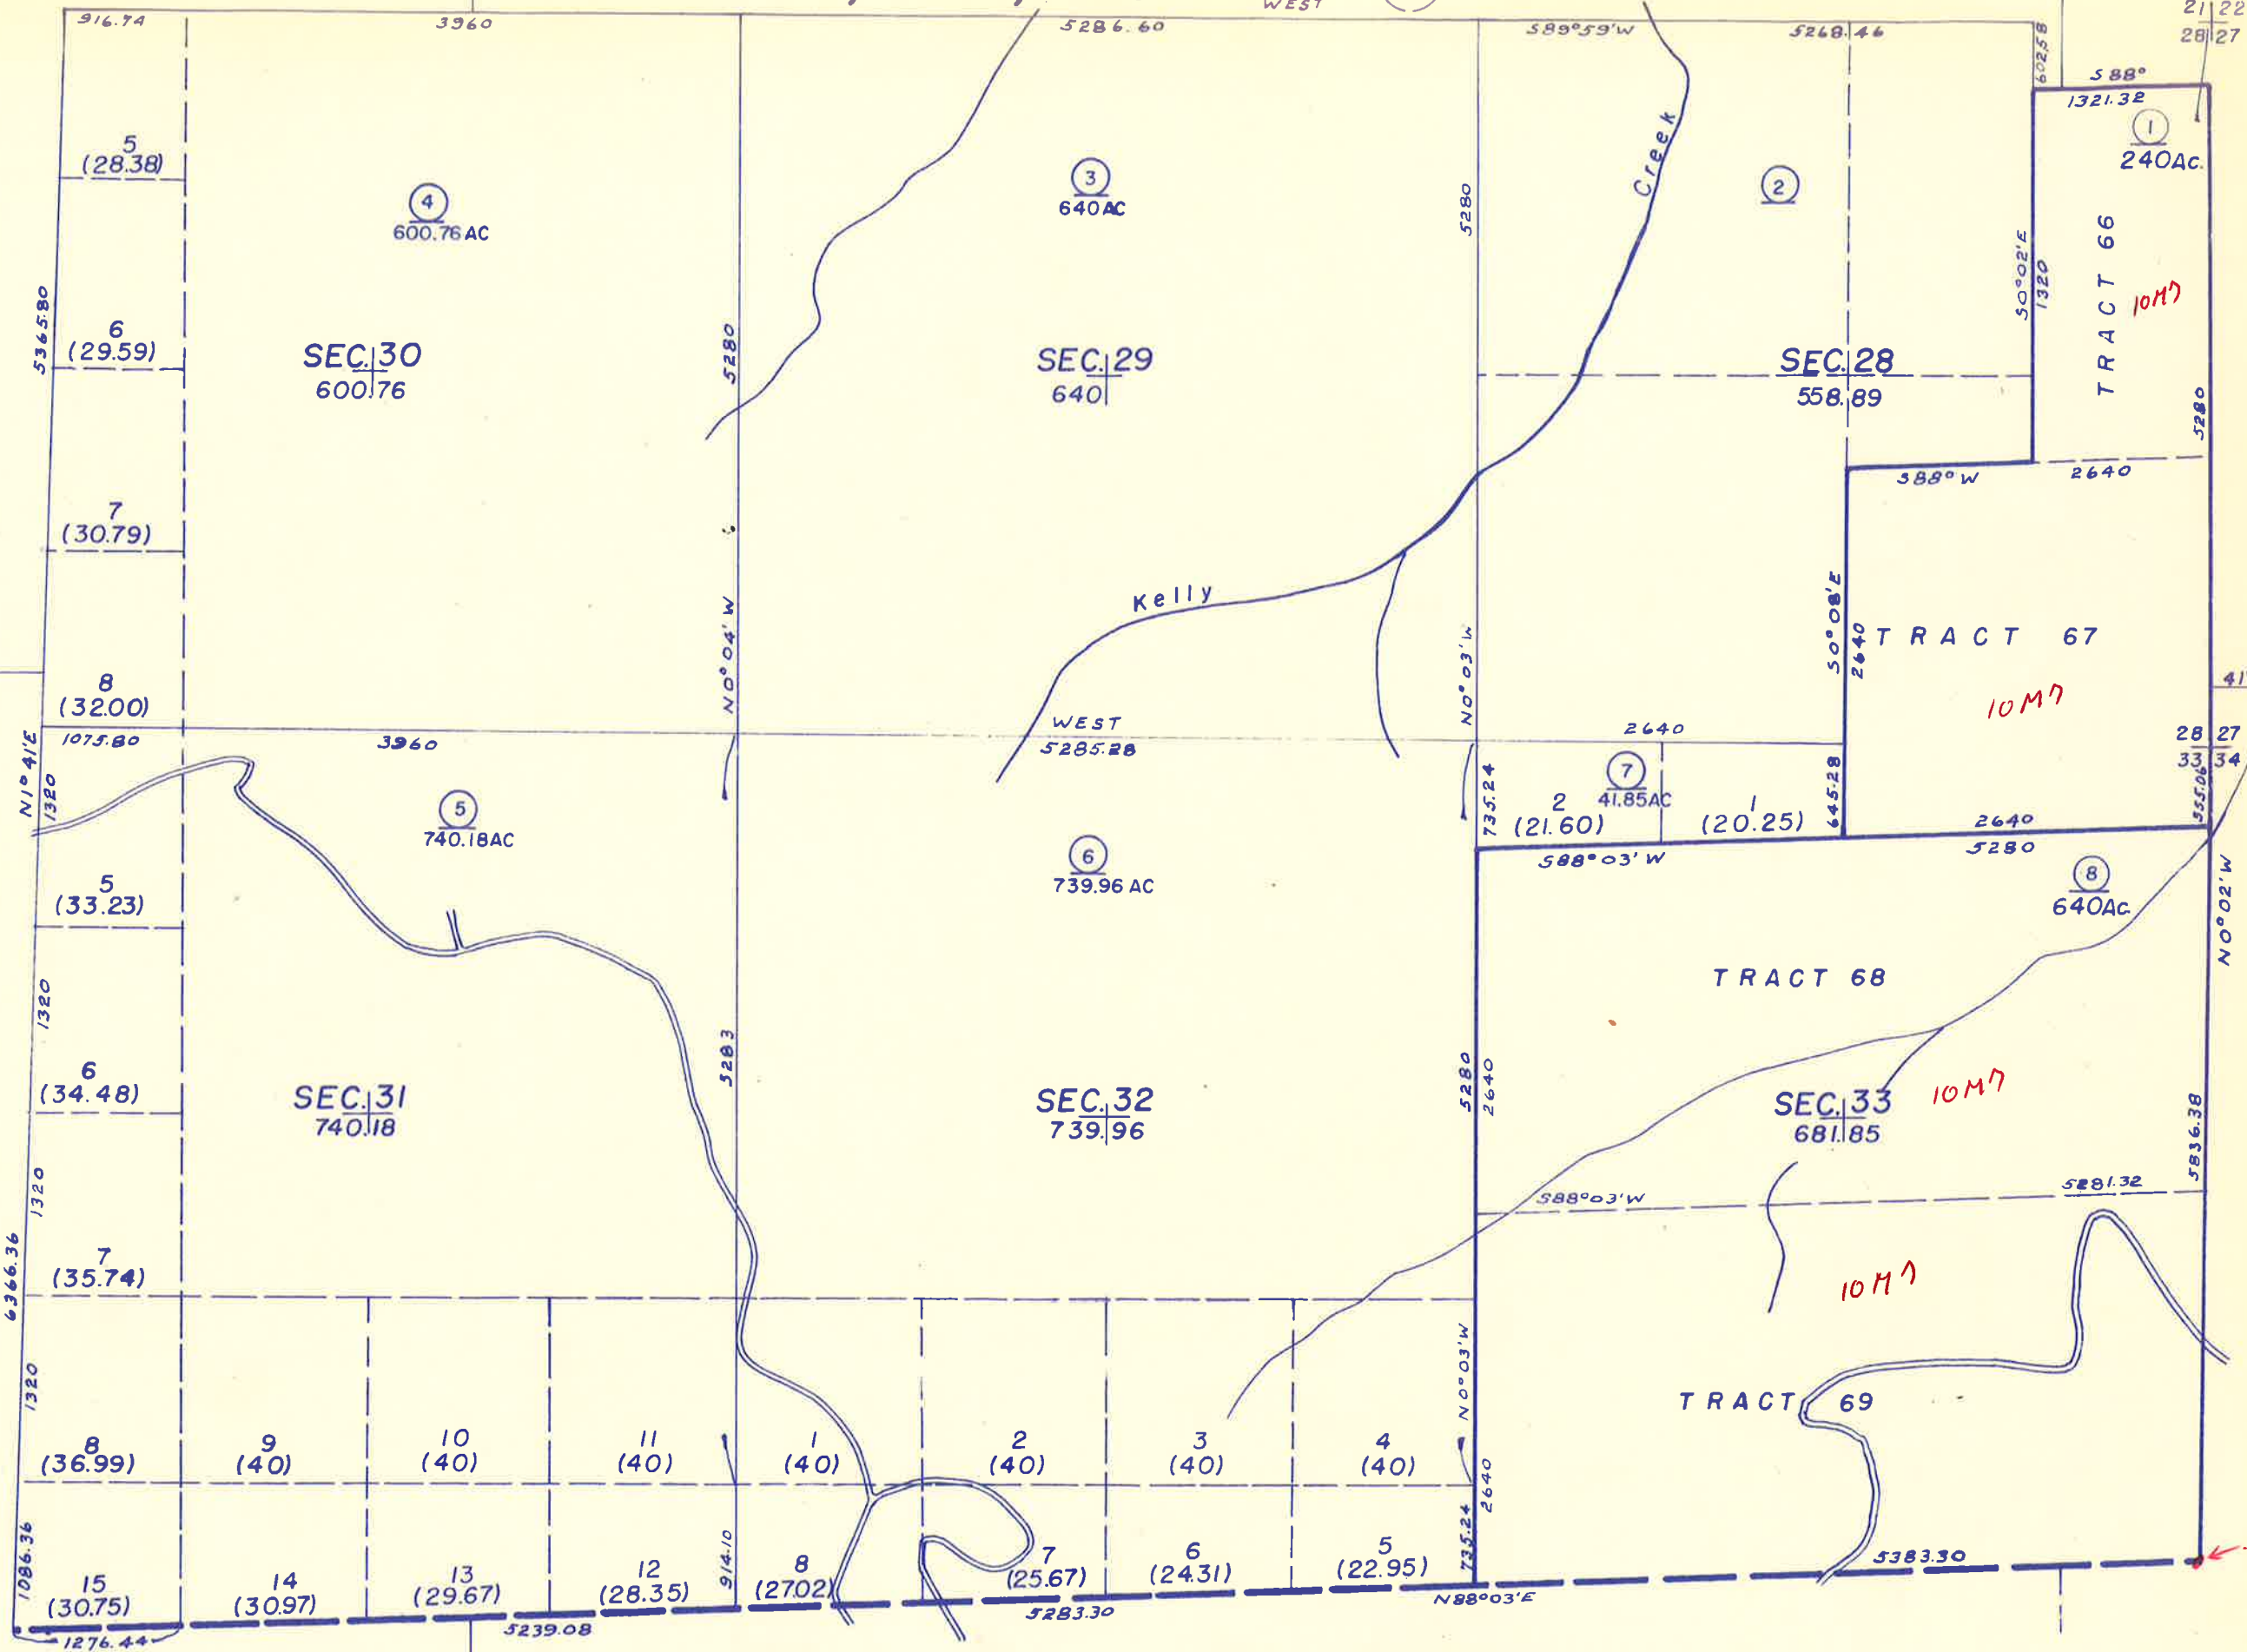 WEST
21 22
28 27
916.74
3960
5286.60
S89°59'W
5268.46
602.58
S 88°
1321.32
1
240AC.
5
(28.38)
4
600.76 AC
3
640 AC
5280
Creek
2
S0°02'E
1320
TRACT 66
10M7
5365.80
6
(29.59)
SEC. 30
600.76
5280
SEC. 29
640
SEC. 28
558.89
5280
S88°W
2640
7
(30.79)
Kelly
N0°04'W
N0°03'W
S0°08'E
2640
TRACT 67
10M7
41
8
(32.00)
1075.80
3960
WEST
5285.28
2640
28 27
33 34
N1°41'E
1320
5
740.18AC
735.24
2
(21.60)
7
41.85AC
1
(20.25)
645.28
2640
555.06
S88°03'W
5280
6
739.96 AC
8
640AC
N0°02'W
5
(33.23)
TRACT 68
1320
5283
5280
2640
6
(34.48)
SEC. 31
740.18
SEC. 32
739.96
SEC. 33
681.85
10M7
5836.38
1320
S88°03'W
5281.32
6366.36
7
(35.74)
10M7
1320
N0°03'W
TRACT 69
8
(36.99)
9
(40)
10
(40)
11
(40)
1
(40)
2
(40)
3
(40)
4
(40)
2640
1086.36
15
(30.75)
14
(30.97)
13
(29.67)
12
(28.35)
914.10
8
(27.02)
7
(25.67)
6
(24.31)
5
(22.95)
735.24
5383.30
N88°03'E
1276.44
5239.08
5283.30